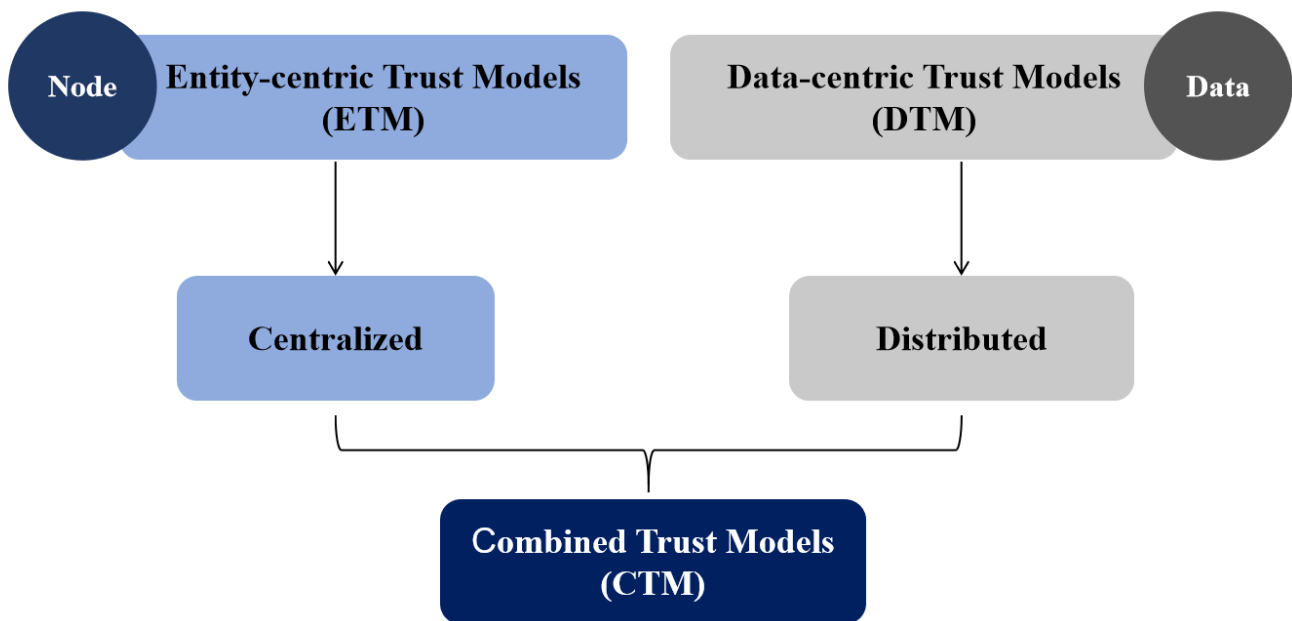 Node
Entity-centric Trust Models
(ETM)
Data-centric Trust Models
(DTM)
Data
Centralized
Distributed
Combined Trust Models
(CTM)